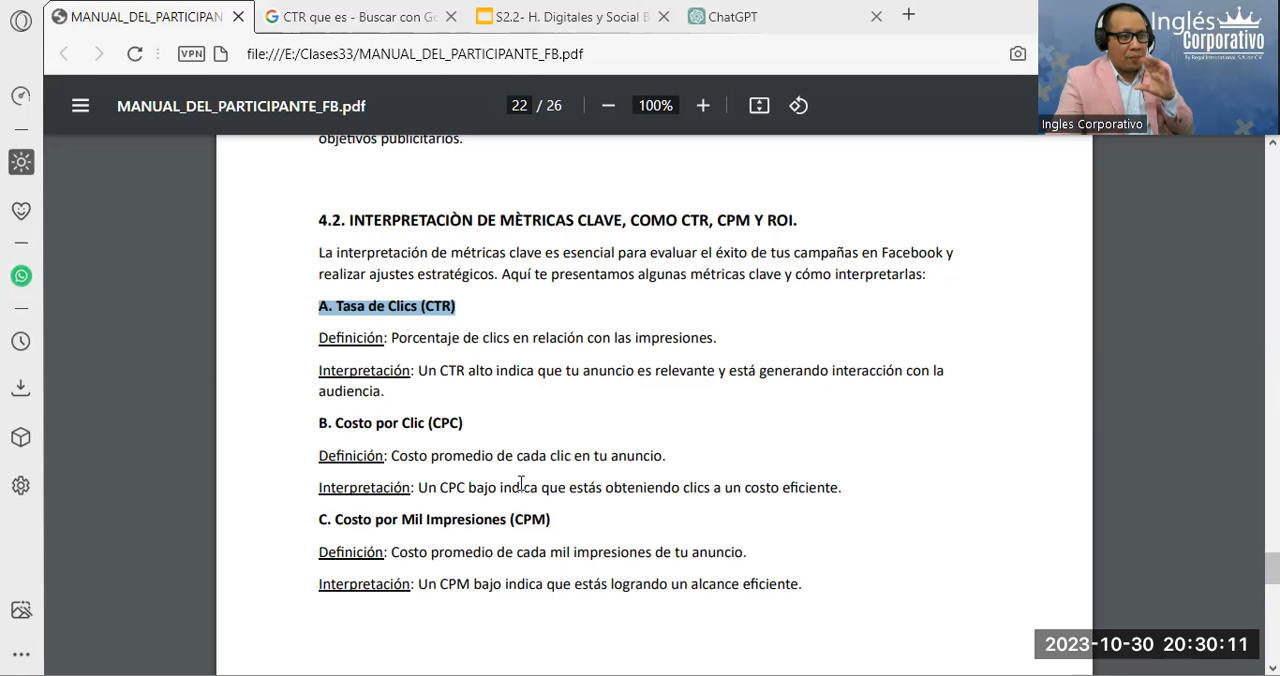 MANUAL_DEL_PARTICIPAN
CTR que es - Buscar con Go
S2.2- H. Digitales y Social B
ChatGPT
VPN
file:///E:/Clases33/MANUAL_DEL_PARTICIPANTE_FB.pdf
Inglés
Corporativo
By Regal International, S.A. de C.V.
Ingles Corporativo
MANUAL_DEL_PARTICIPANTE_FB.pdf
22 / 26
100%
objetivos publicitarios.
4.2. INTERPRETACIÒN DE MÈTRICAS CLAVE, COMO CTR, CPM Y ROI.
La interpretación de métricas clave es esencial para evaluar el éxito de tus campañas en Facebook y
realizar ajustes estratégicos. Aquí te presentamos algunas métricas clave y cómo interpretarlas:
A. Tasa de Clics (CTR)
Definición: Porcentaje de clics en relación con las impresiones.
Interpretación: Un CTR alto indica que tu anuncio es relevante y está generando interacción con la
audiencia.
B. Costo por Clic (CPC)
Definición: Costo promedio de cada clic en tu anuncio.
Interpretación: Un CPC bajo indica que estás obteniendo clics a un costo eficiente.
C. Costo por Mil Impresiones (CPM)
Definición: Costo promedio de cada mil impresiones de tu anuncio.
Interpretación: Un CPM bajo indica que estás logrando un alcance eficiente.
2023-10-30 20:30:11